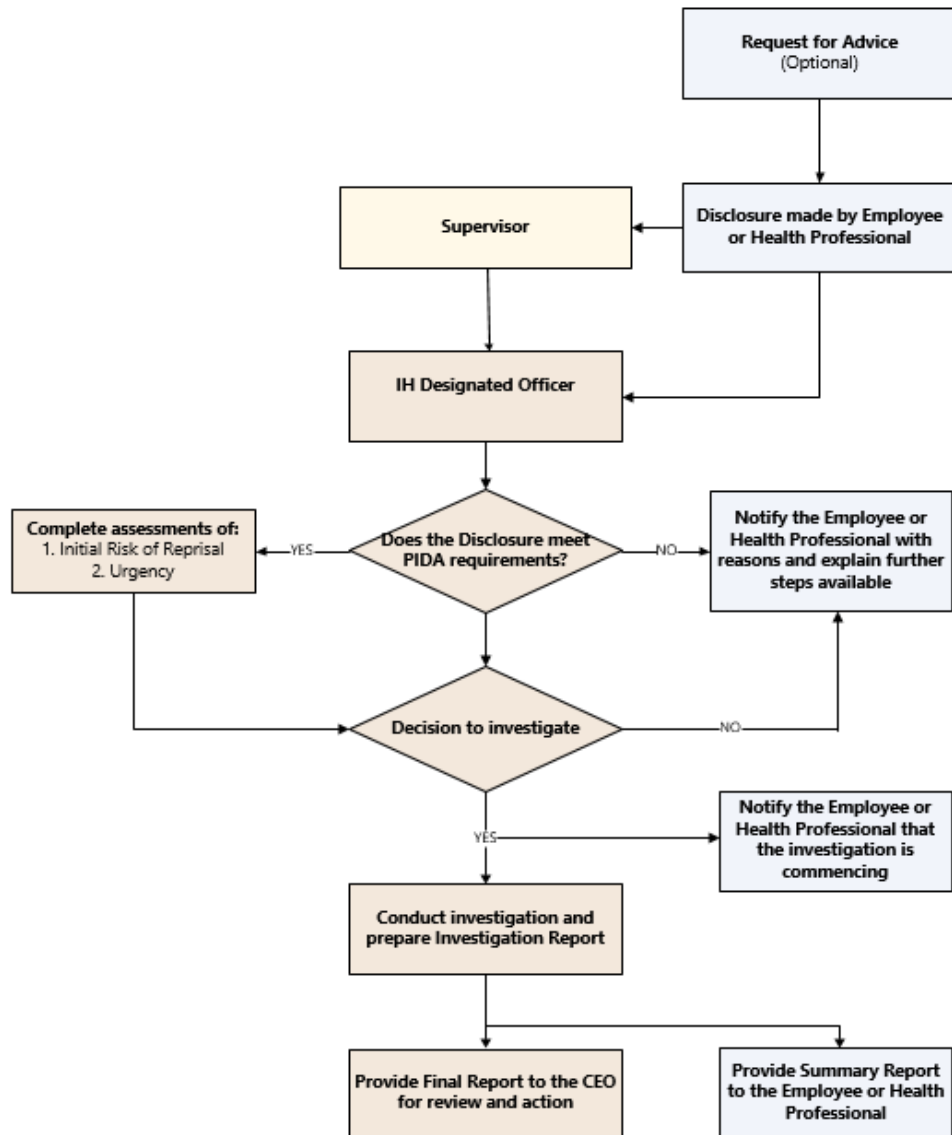 Request for Advice
(Optional)
Disclosure made by Employee
or Health Professional
Supervisor
IH Designated Officer
Does the Disclosure meet
PIDA requirements?
YES
NO
Complete assessments of:
1. Initial Risk of Reprisal
2. Urgency
Notify the Employee or
Health Professional with
reasons and explain further
steps available
Decision to investigate
NO
YES
Notify the Employee or
Health Professional that
the investigation is
commencing
Conduct investigation and
prepare Investigation Report
Provide Final Report to the CEO
for review and action
Provide Summary Report
to the Employee or Health
Professional